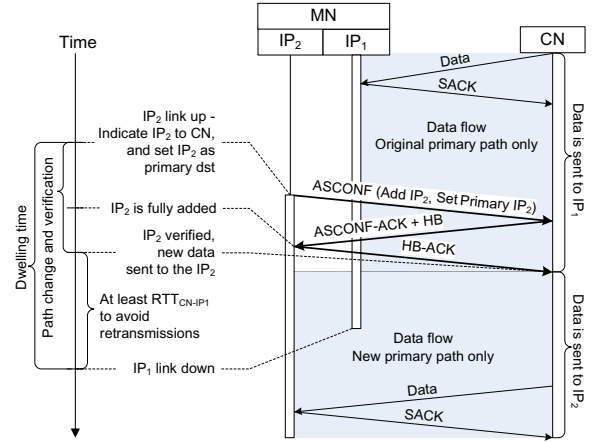 MN
Time
IP2
IP1
CN
Data
SACK
IP2 link up -
Indicate IP2 to CN,
and set IP2 as
primary dst
Data flow
Original primary path only
Data is sent to IP1
ASCONF (Add IP2, Set Primary IP2)
IP2 is fully added
ASCONF-ACK + HB
IP2 verified,
new data
sent to the IP2
HB-ACK
Dwelling time
Path change and verification
At least RTTCN-IP1
to avoid
retransmissions
Data flow
New primary path only
Data is sent to IP2
IP1 link down
Data
SACK